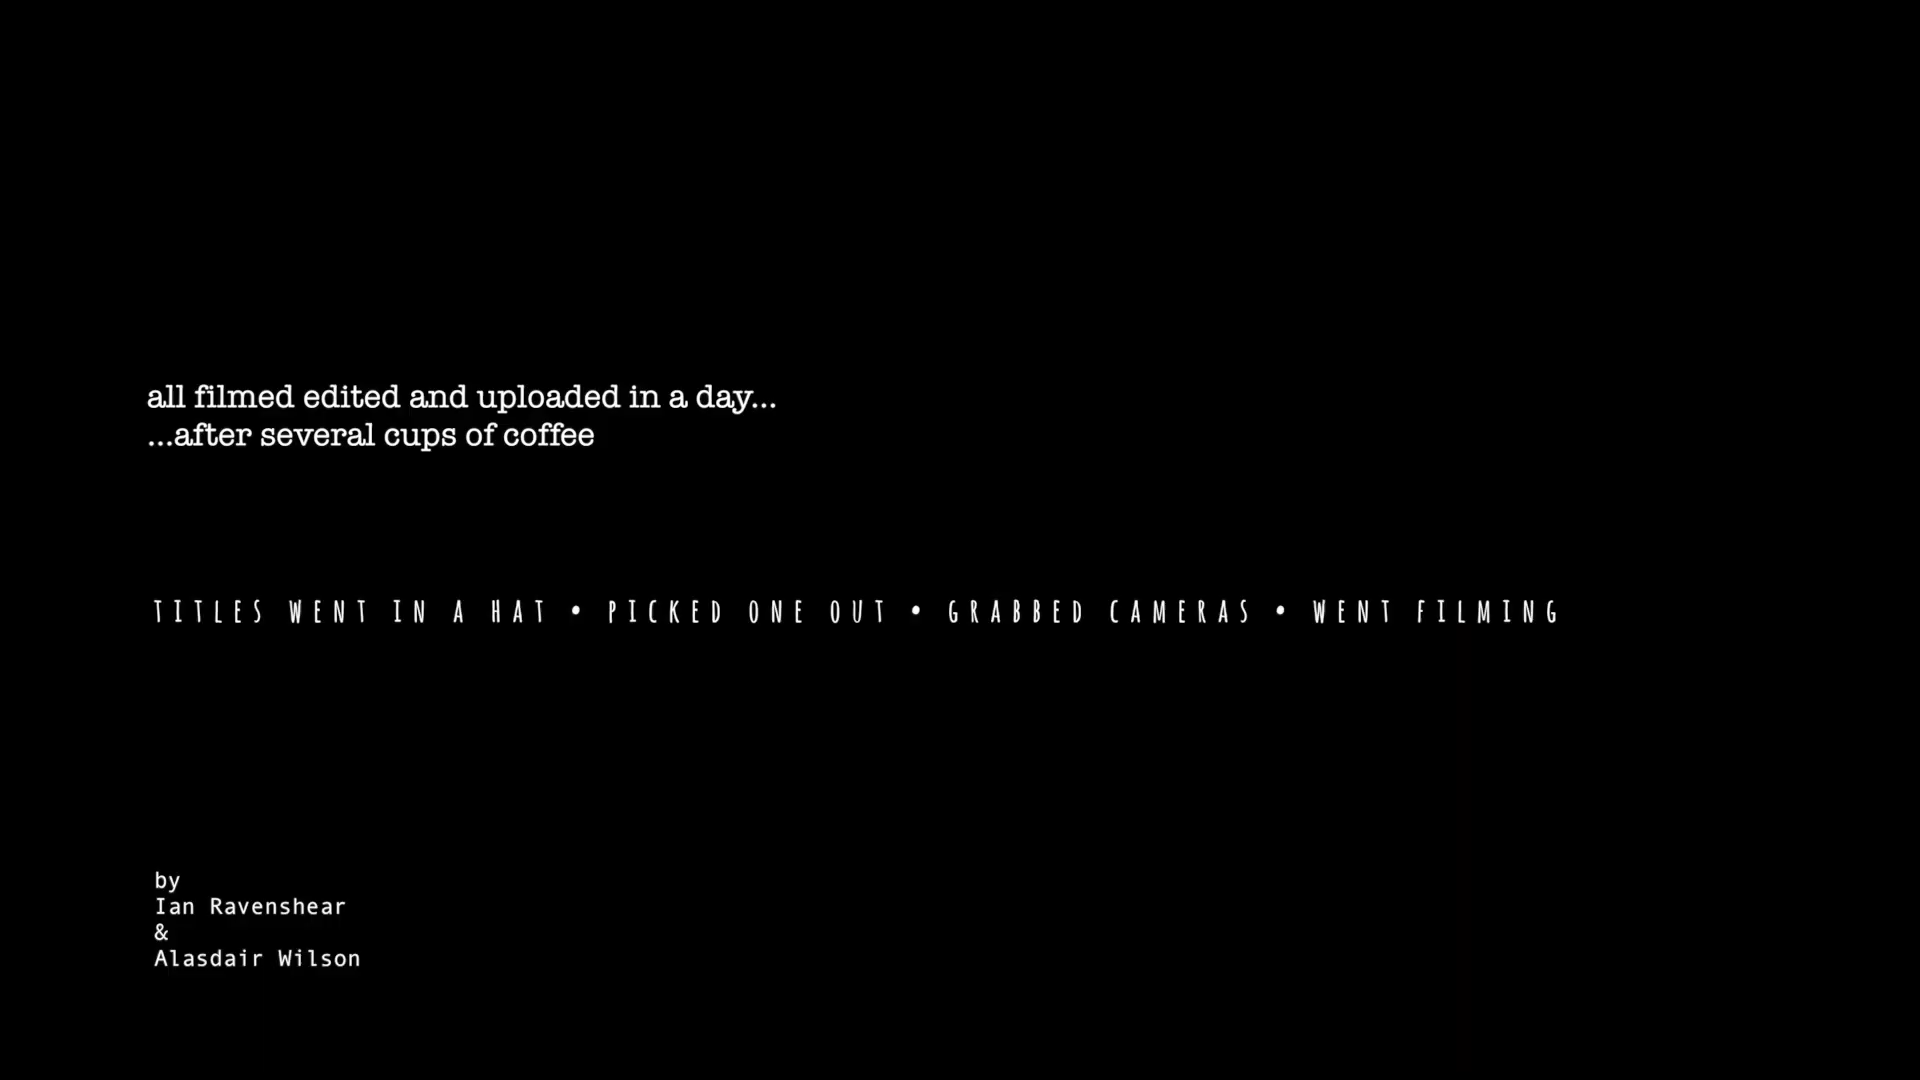 all filmed edited and uploaded in a day...
...after several cups of coffee
TITLES WENT IN A HAT • PICKED ONE OUT • GRABBED CAMERAS • WENT FILMING
by
Ian Ravenshear
&
Alasdair Wilson